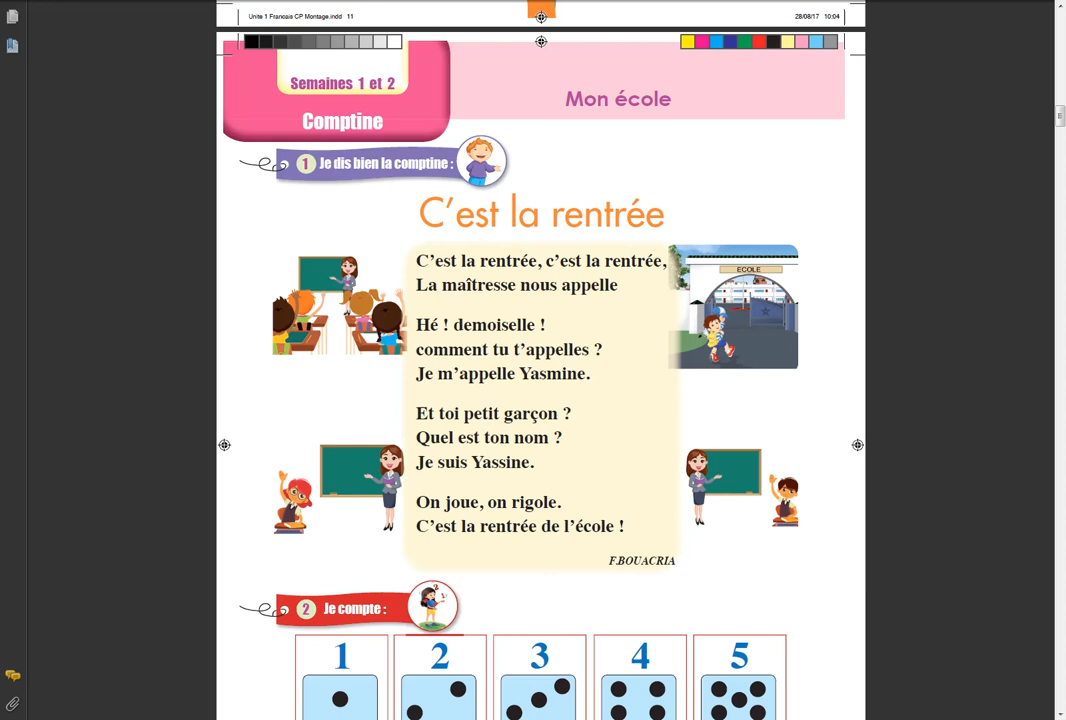 Unite 1 Francais CP Montage.indd 11
28/08/17 10:04
Semaines 1 et 2
Comptine
Mon école
1 Je dis bien la comptine :
C'est la rentrée
C'est la rentrée, c'est la rentrée,
La maîtresse nous appelle
Hé ! demoiselle !
comment tu t'appelles ?
Je m'appelle Yasmine.
Et toi petit garçon ?
Quel est ton nom ?
Je suis Yassine.
On joue, on rigole.
C'est la rentrée de l'école !
F.BOUACRIA
ECOLE
2 Je compte :
1 2 3 4 5